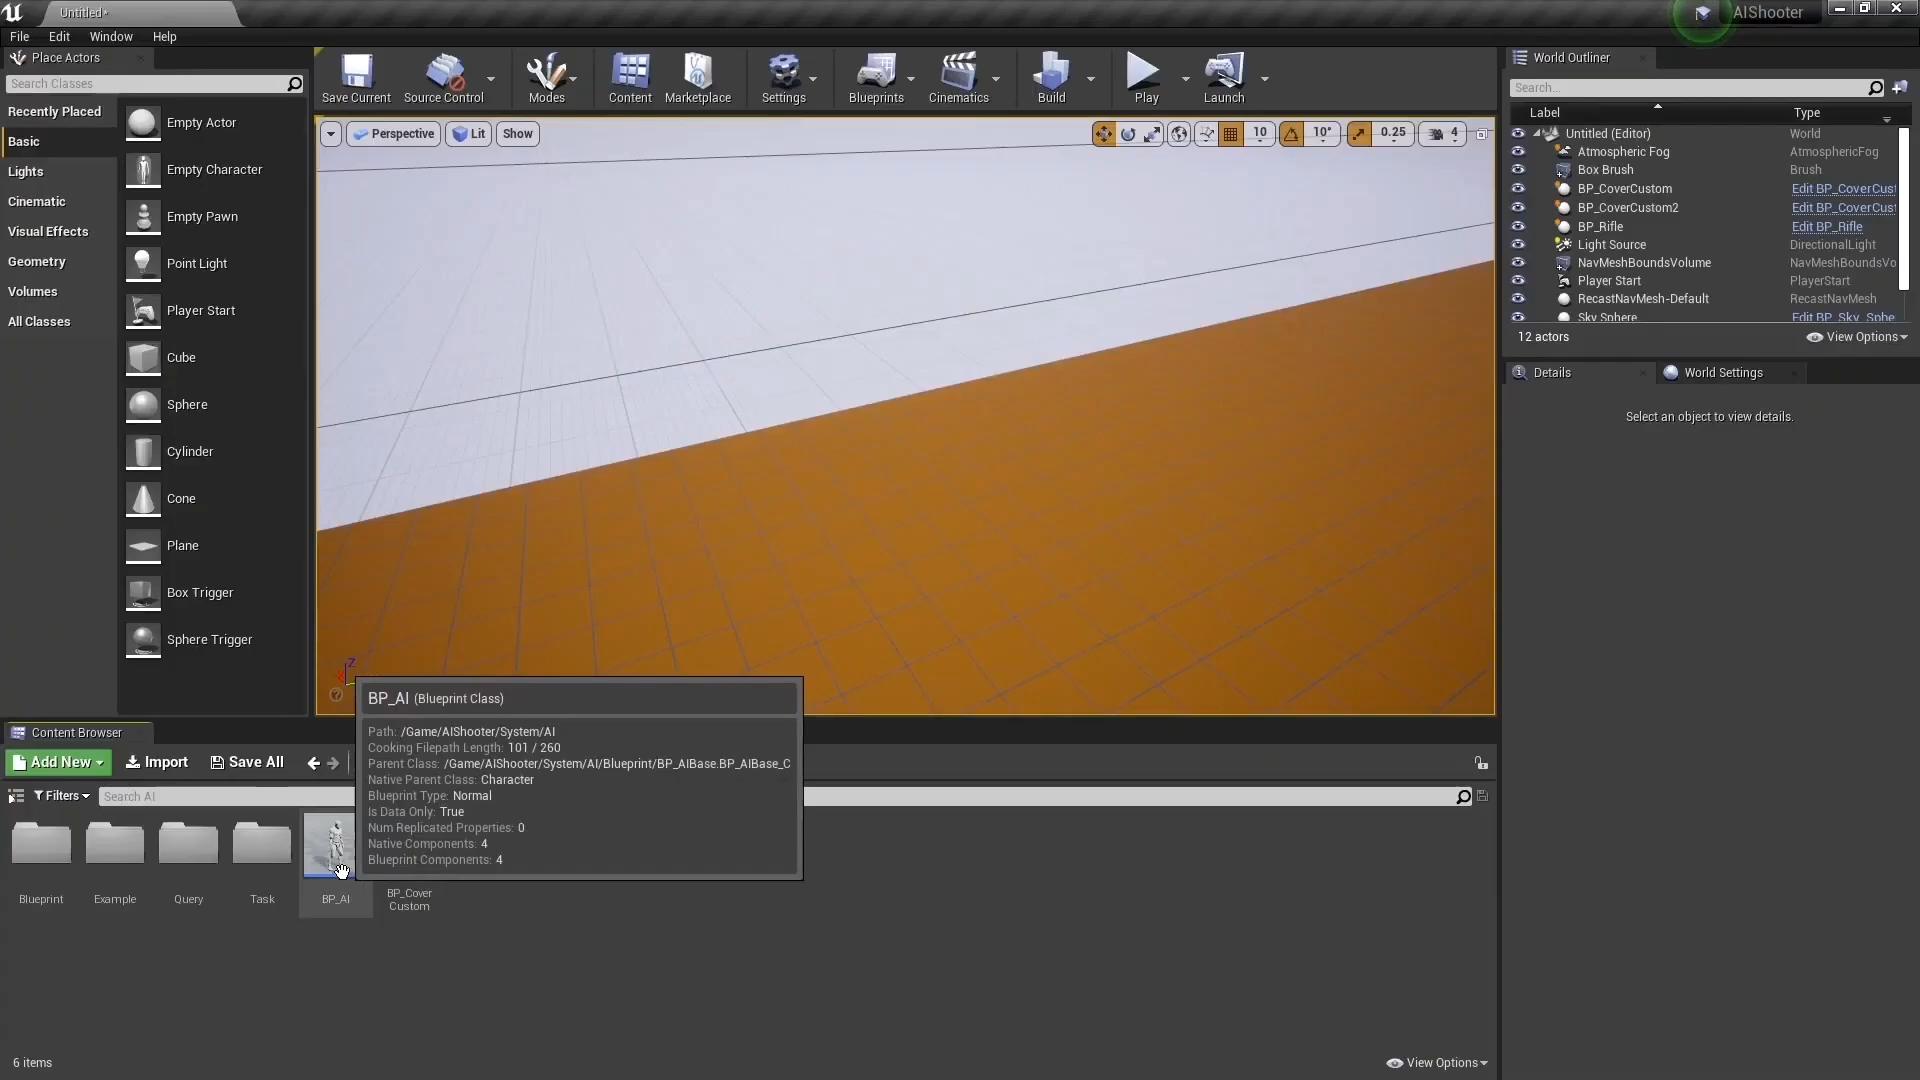 Untitled*
AIShooter
File Edit Window Help
Place Actors
Search Classes
Recently Placed
Basic
Lights
Cinematic
Visual Effects
Geometry
Volumes
All Classes
Empty Actor
Empty Character
Empty Pawn
Point Light
Player Start
Cube
Sphere
Cylinder
Cone
Plane
Box Trigger
Sphere Trigger
Save Current Source Control Modes Content Marketplace Settings Blueprints Cinematics Build Play Launch
Perspective Lit Show
10 10° 0.25 4
Z
World Outliner
Search...
Label Type
Untitled (Editor) World
Atmospheric Fog AtmosphericFog
Box Brush Brush
BP_CoverCustom Edit BP_CoverCust
BP_CoverCustom2 Edit BP_CoverCust
BP_Rifle Edit BP_Rifle
Light Source DirectionalLight
NavMeshBoundsVolume NavMeshBoundsVo
Player Start PlayerStart
RecastNavMesh-Default RecastNavMesh
Sky Sphere Edit BP_Sky_Sphe
12 actors View Options
Details World Settings
Select an object to view details.
Content Browser
Add New Import Save All
Filters Search AI
BP_AI (Blueprint Class)
Path: /Game/AIShooter/System/AI
Cooking Filepath Length: 101 / 260
Parent Class: /Game/AIShooter/System/AI/Blueprint/BP_AIBase.BP_AIBase_C
Native Parent Class: Character
Blueprint Type: Normal
Is Data Only: True
Num Replicated Properties: 0
Native Components: 4
Blueprint Components: 4
Blueprint Example Query Task BP_AI BP_Cover
Custom
6 items View Options